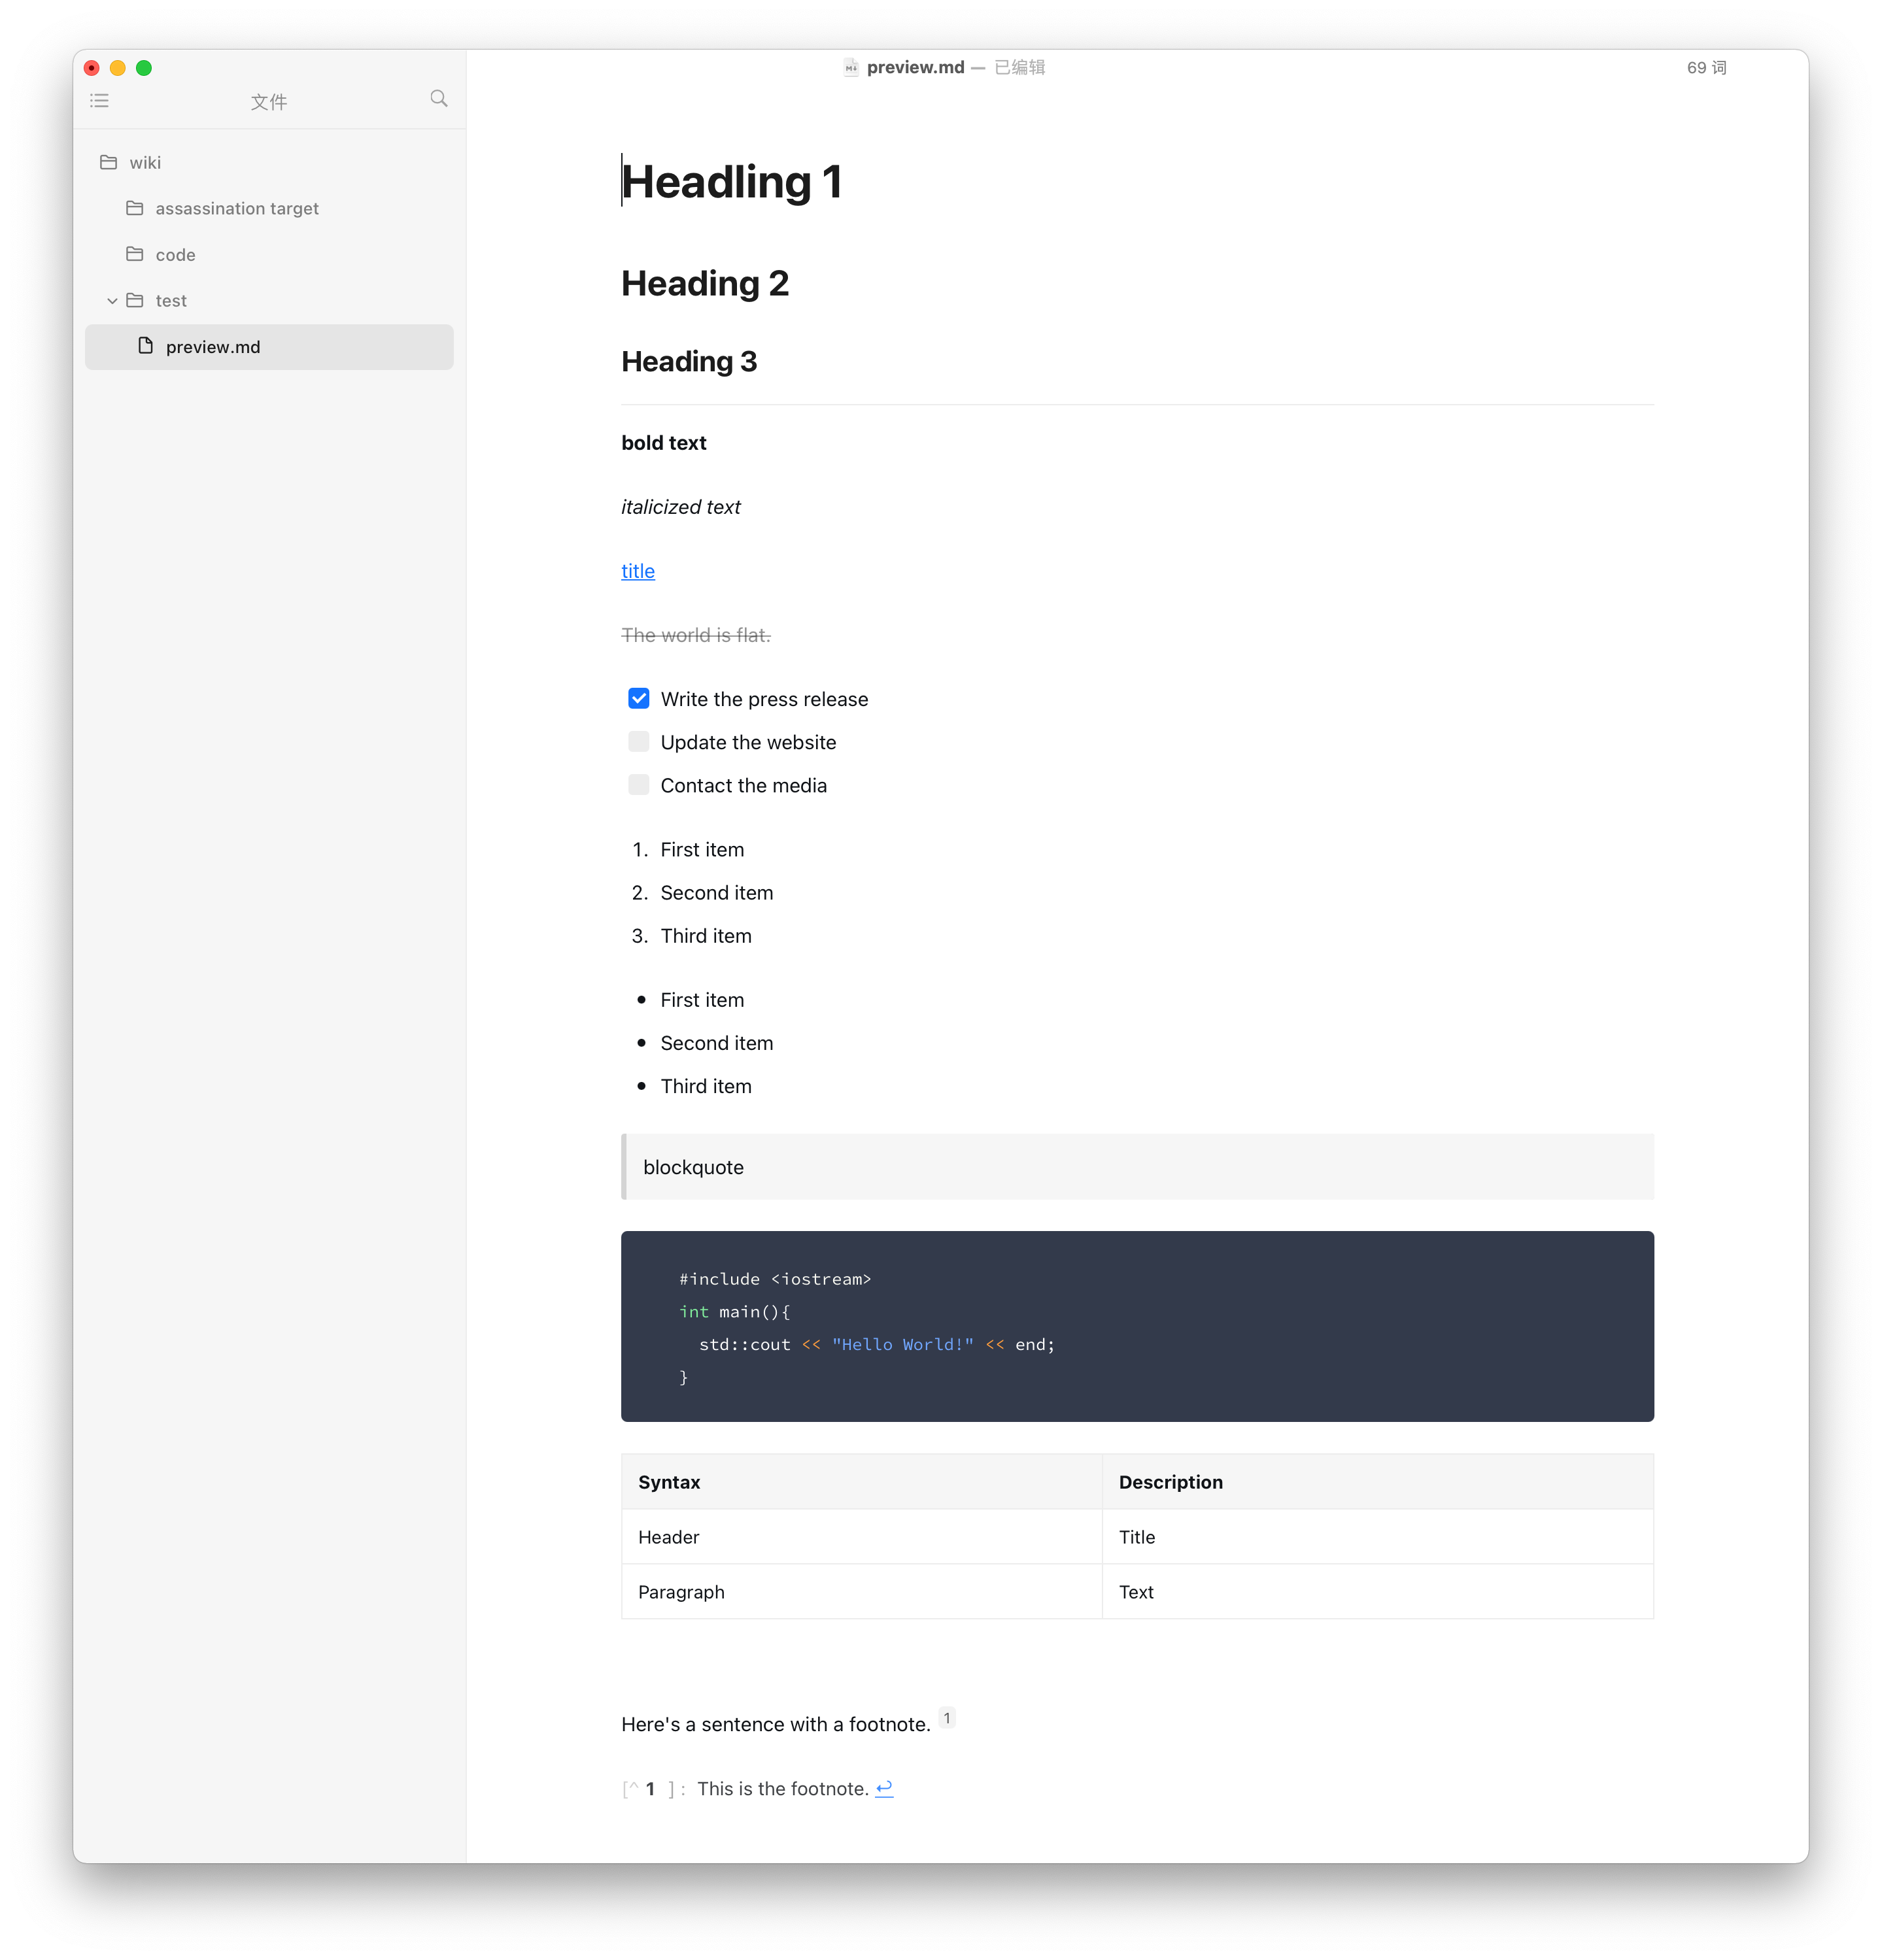 preview.md — 已编辑
69 词
文件
wiki
assassination target
code
test
preview.md
Headling 1
Heading 2
Heading 3
bold text
italicized text
title
The world is flat.
Write the press release
Update the website
Contact the media
1. First item
2. Second item
3. Third item
• First item
• Second item
• Third item
blockquote
#include <iostream>
int main(){
  std::cout << "Hello World!" << end;
}
Syntax Description
Header Title
Paragraph Text
Here's a sentence with a footnote. 1
[^ 1 ] : This is the footnote. ↩